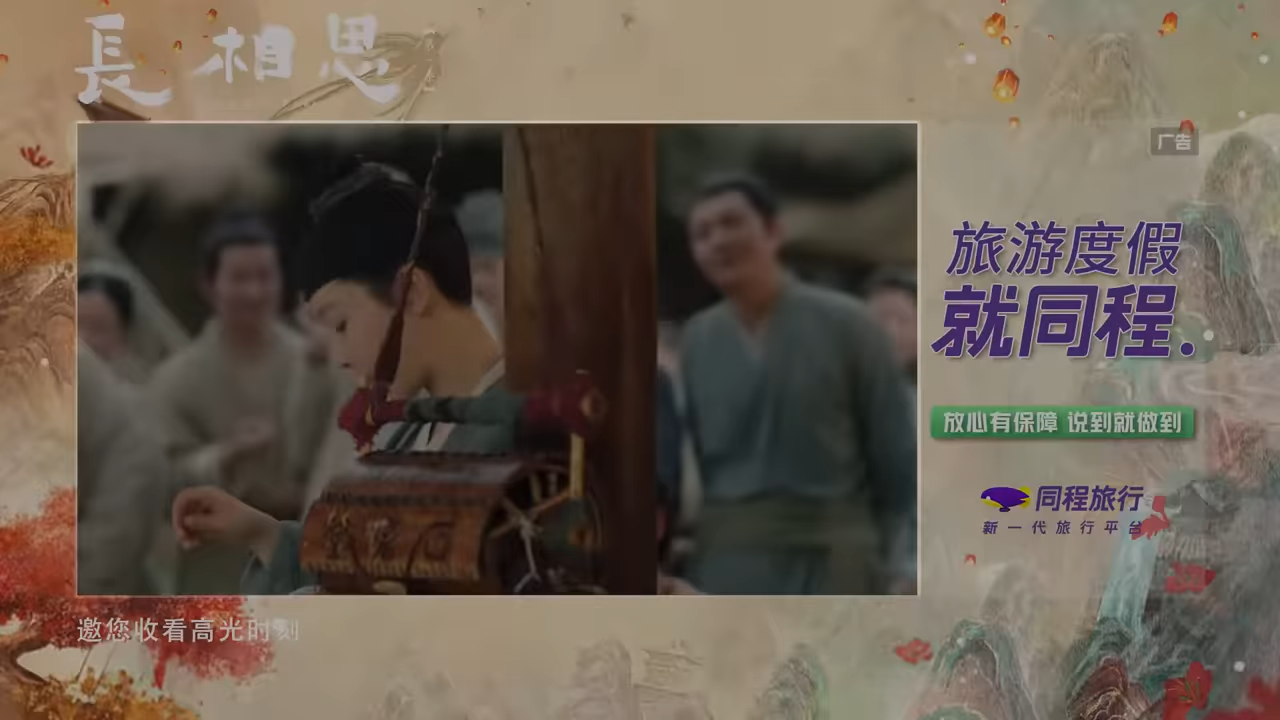 長相思
广告
旅游度假
就同程.
放心有保障 说到就做到
同程旅行
新一代旅行平台
邀您收看高光时刻